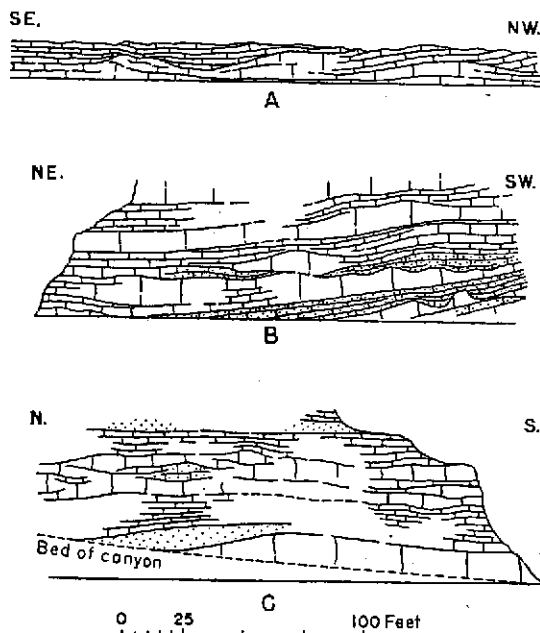 SE. NW.
A
NE. SW.
B
N. S.
Bed of canyon
C
0 25 100 Feet